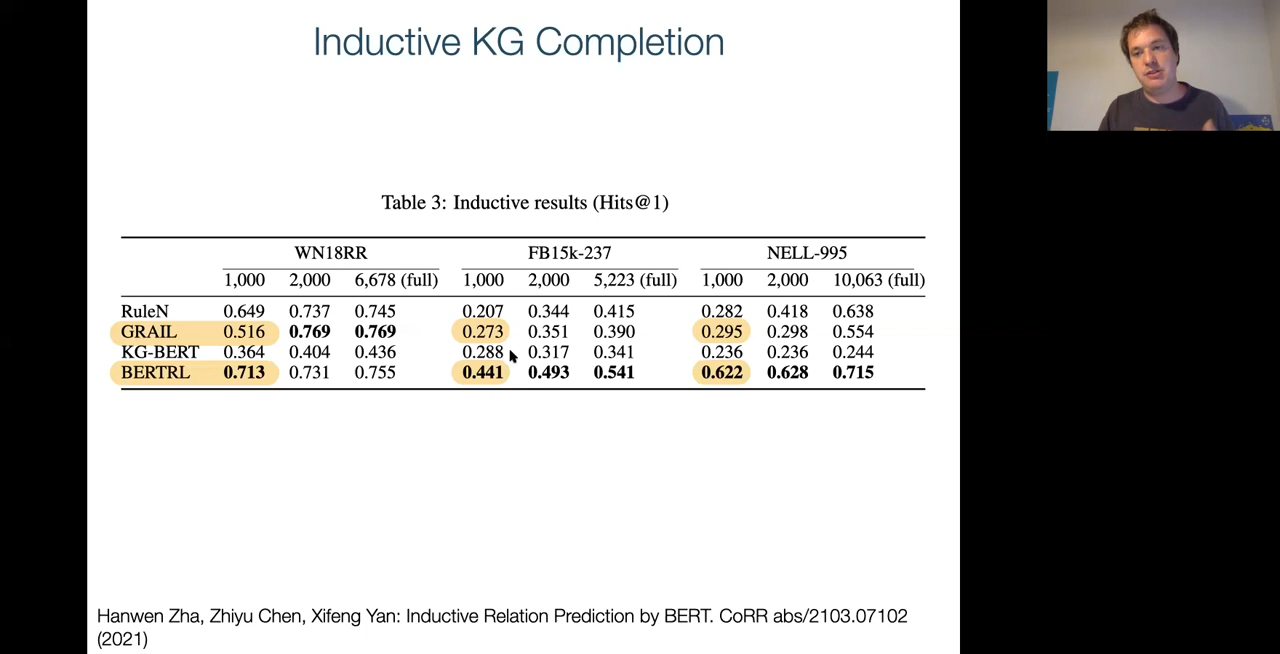 Inductive KG Completion
Table 3: Inductive results (Hits@1)
WN18RR FB15k-237 NELL-995
1,000 2,000 6,678 (full) 1,000 2,000 5,223 (full) 1,000 2,000 10,063 (full)
RuleN 0.649 0.737 0.745 0.207 0.344 0.415 0.282 0.418 0.638
GRAIL 0.516 0.769 0.769 0.273 0.351 0.390 0.295 0.298 0.554
KG-BERT 0.364 0.404 0.436 0.288 0.317 0.341 0.236 0.236 0.244
BERTRL 0.713 0.731 0.755 0.441 0.493 0.541 0.622 0.628 0.715
Hanwen Zha, Zhiyu Chen, Xifeng Yan: Inductive Relation Prediction by BERT. CoRR abs/2103.07102
(2021)